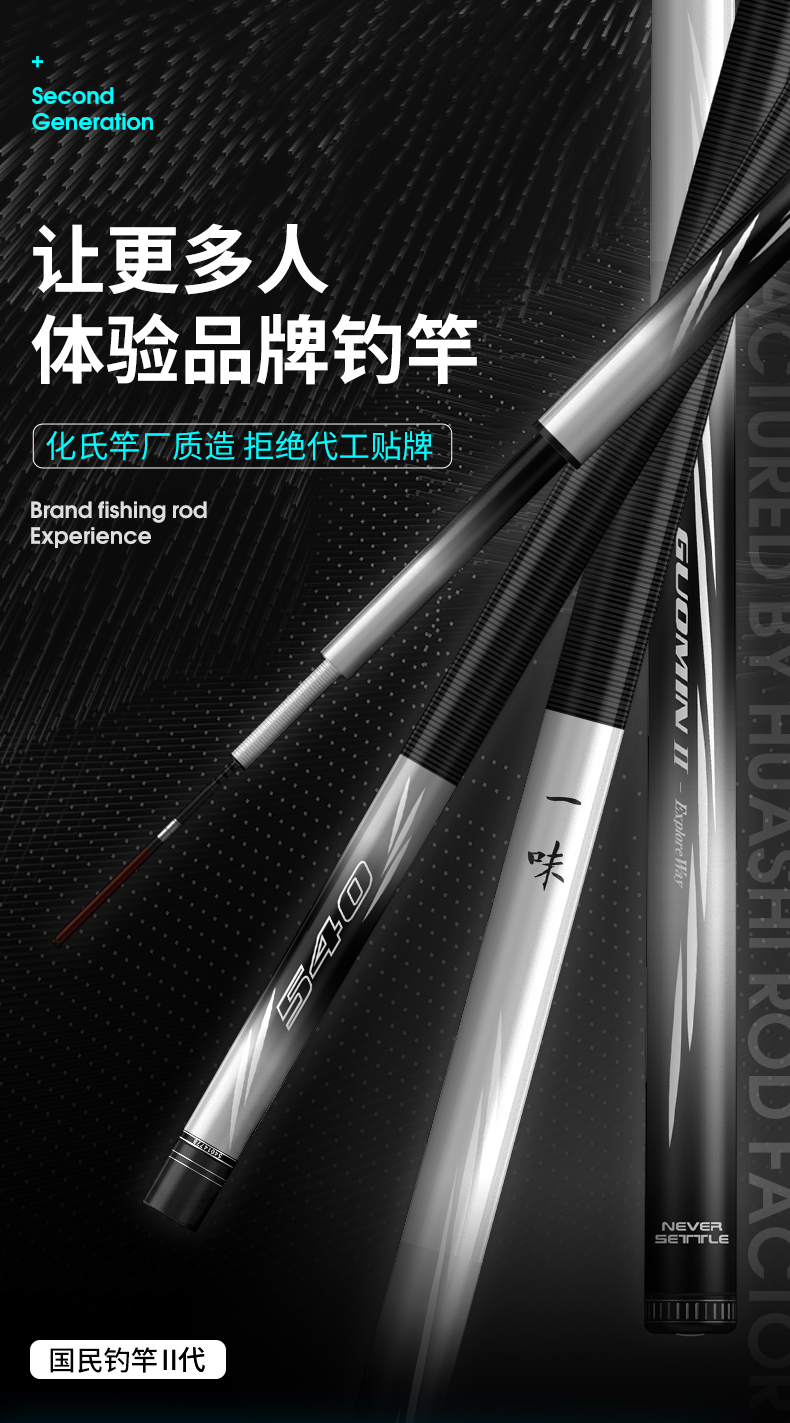 +
Second
Generation
让更多人
体验品牌钓竿
化氏竿厂质造 拒绝代工贴牌
Brand fishing rod
Experience
GUOMIN II - Explore Way
一味
540
NEVER
SETTTLE
ACTURED BY HUASHI ROD FACTOR
国民钓竿II代